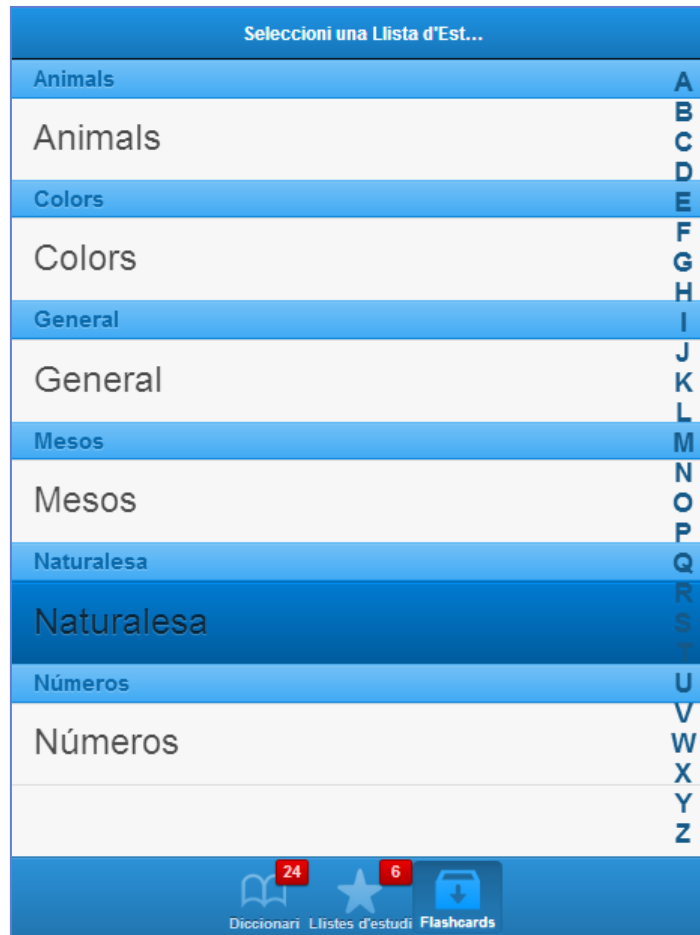 Seleccioni una Llista d'Est...
Animals
Animals
Colors
Colors
General
General
Mesos
Mesos
Naturalesa
Naturalesa
Números
Números
A
B
C
D
E
F
G
H
I
J
K
L
M
N
O
P
Q
R
S
T
U
V
W
X
Y
Z
24
6
Diccionari Llistes d'estudi Flashcards